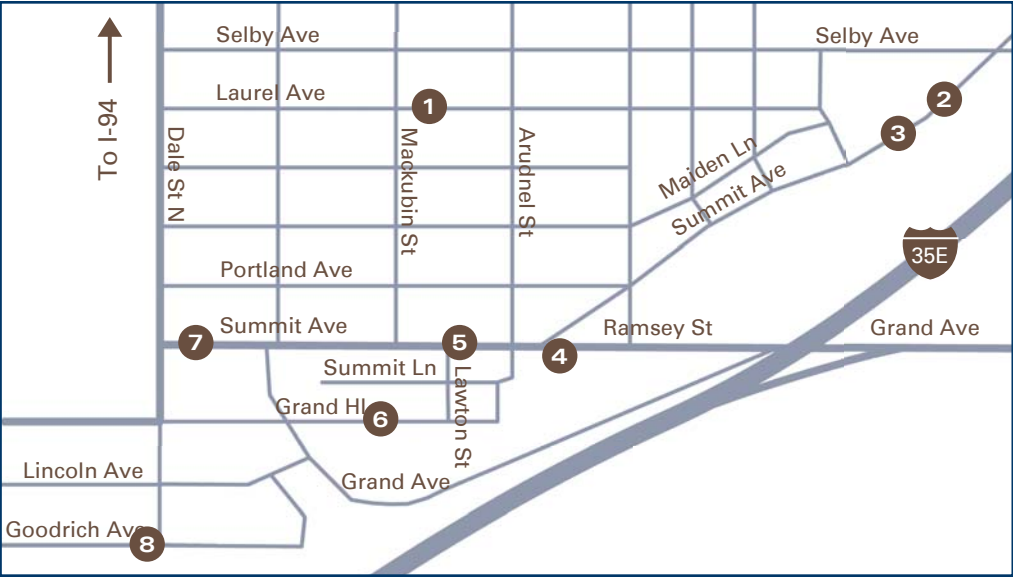 Selby Ave
Selby Ave
To I-94
Laurel Ave
1
2
3
Dale St N
Mackubin St
Arudnel St
Maiden Ln
Summit Ave
35E
Portland Ave
7
Summit Ave
5
4
Ramsey St
Grand Ave
Summit Ln
Lawton St
Grand Hl
6
Lincoln Ave
Grand Ave
Goodrich Ave
8